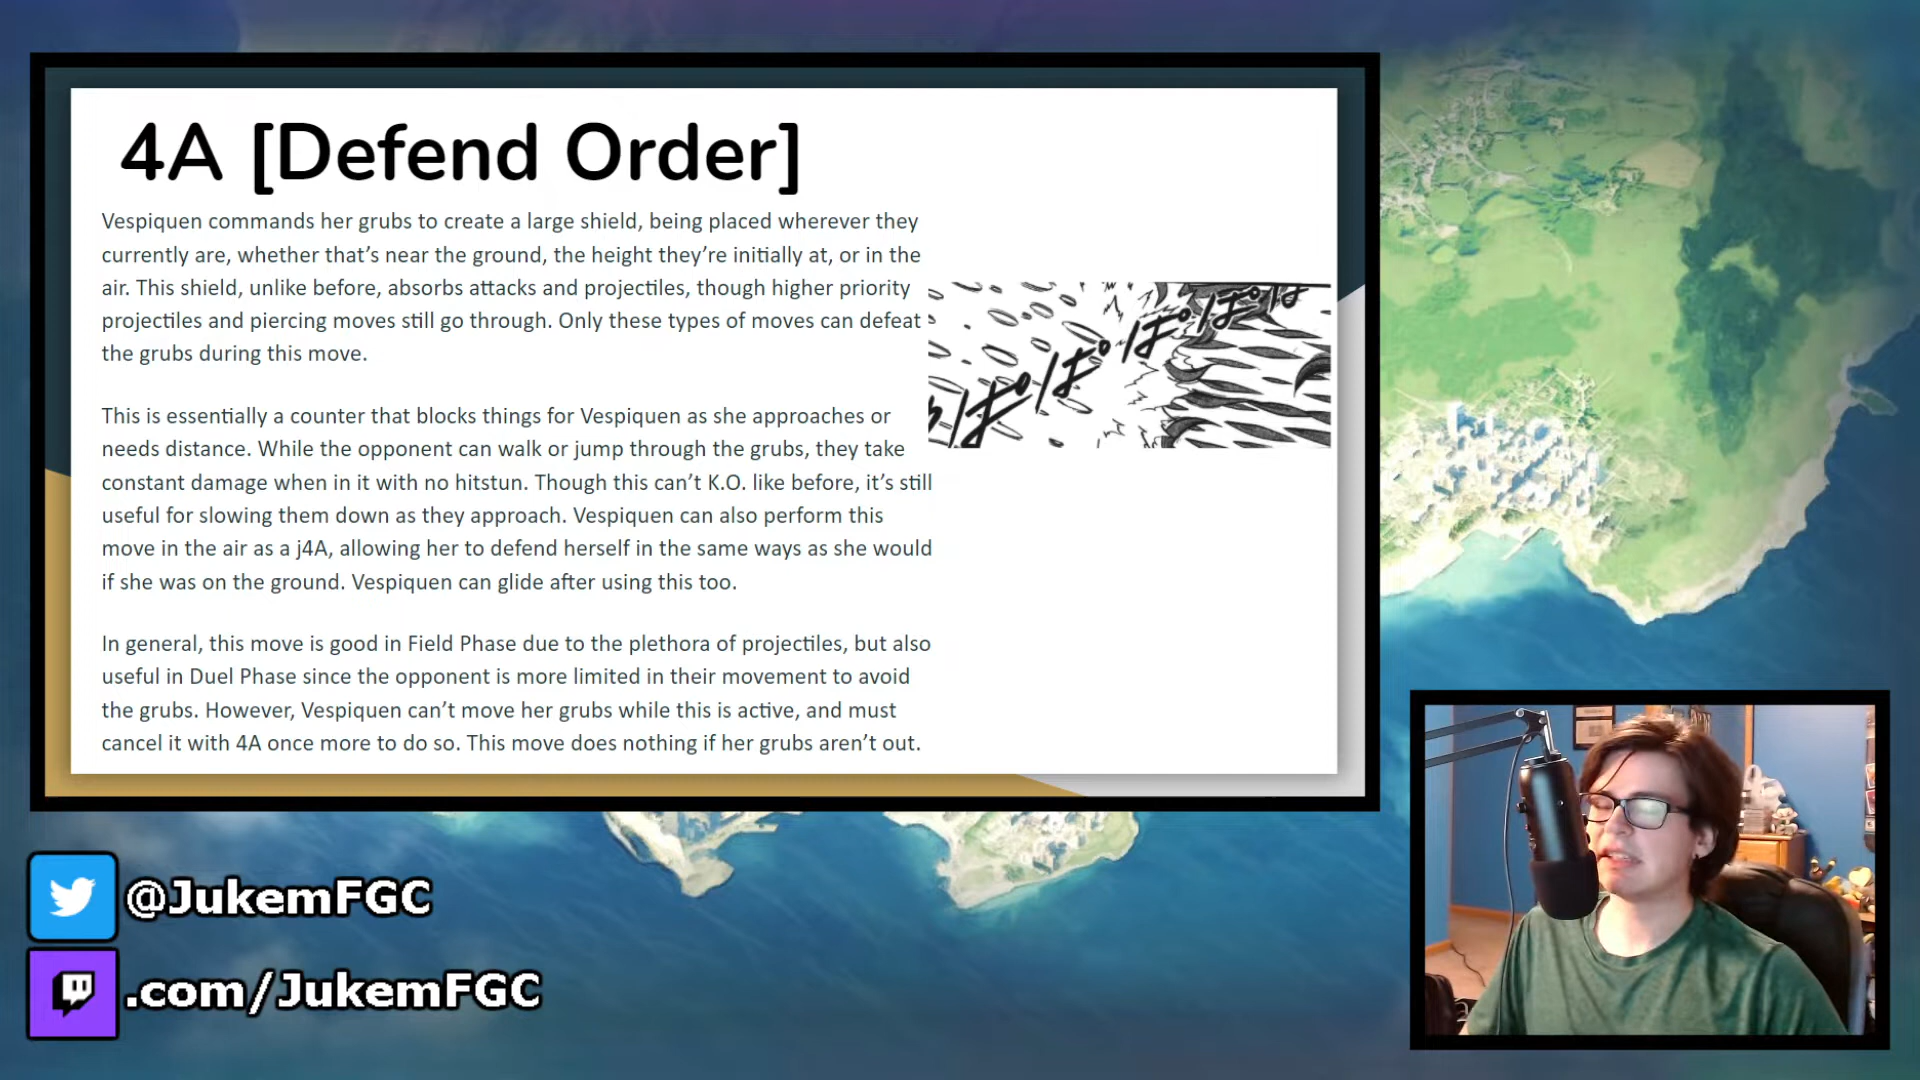 4A [Defend Order]
Vespiquen commands her grubs to create a large shield, being placed wherever they
currently are, whether that’s near the ground, the height they’re initially at, or in the
air. This shield, unlike before, absorbs attacks and projectiles, though higher priority
projectiles and piercing moves still go through. Only these types of moves can defeat
the grubs during this move.
This is essentially a counter that blocks things for Vespiquen as she approaches or
needs distance. While the opponent can walk or jump through the grubs, they take
constant damage when in it with no hitstun. Though this can’t K.O. like before, it’s still
useful for slowing them down as they approach. Vespiquen can also perform this
move in the air as a j4A, allowing her to defend herself in the same ways as she would
if she was on the ground. Vespiquen can glide after using this too.
In general, this move is good in Field Phase due to the plethora of projectiles, but also
useful in Duel Phase since the opponent is more limited in their movement to avoid
the grubs. However, Vespiquen can’t move her grubs while this is active, and must
cancel it with 4A once more to do so. This move does nothing if her grubs aren’t out.
@JukemFGC
.com/JukemFGC